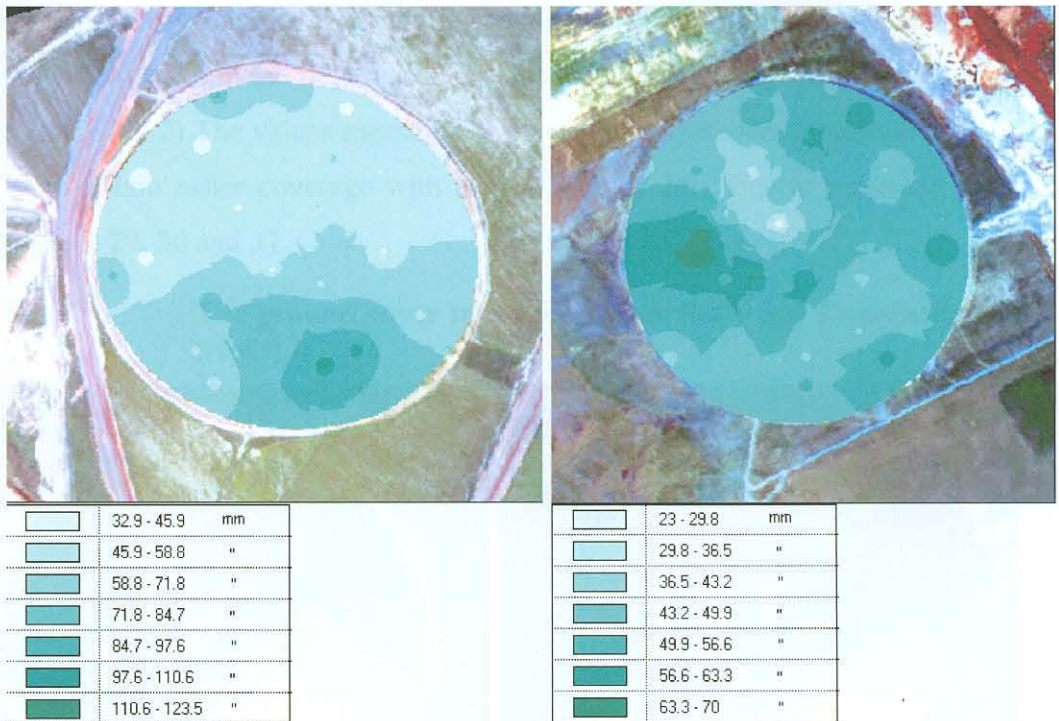 32.9 - 45.9 mm
45.9 - 58.8 "
58.8 - 71.8 "
71.8 - 84.7 "
84.7 - 97.6 "
97.6 - 110.6 "
110.6 - 123.5 "
23 - 29.8 mm
29.8 - 36.5 "
36.5 - 43.2 "
43.2 - 49.9 "
49.9 - 56.6 "
56.6 - 63.3 "
63.3 - 70 "